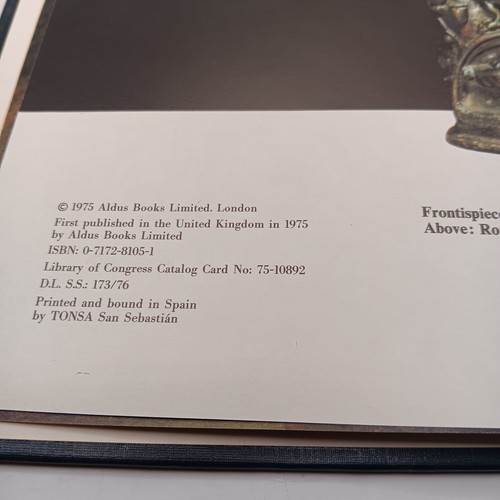 © 1975 Aldus Books Limited. London
First published in the United Kingdom in 1975
by Aldus Books Limited
ISBN: 0-7172-8105-1
Library of Congress Catalog Card No: 75-10892
D.L. S.S.: 173/76
Printed and bound in Spain
by TONSA San Sebastián
Frontispiece
Above: Ro